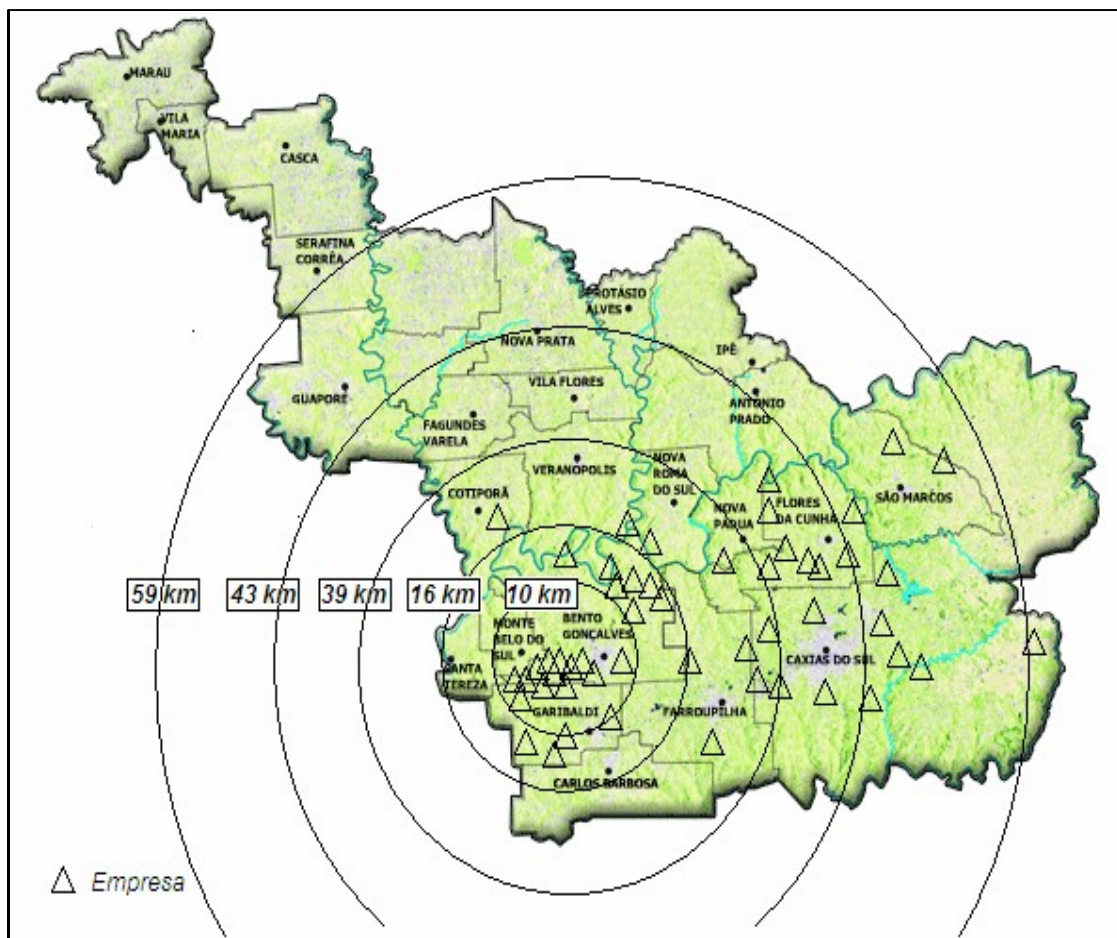 MARAU
VILA
MARIA
CASCA
SERAFINA
CORRÊA
PROTÁSIO
ALVES
NOVA PRATA
IPÊ
GUAPORÉ
VILA FLORES
ANTONIO
PRADO
FAGUNDES
VARELA
VERANOPOLIS
NOVA
ROMA
DO SUL
COTIPORÃ
NOVA
PADUA
FLORES
DA CUNHA
SÃO MARCOS
59 km
43 km
39 km
16 km
10 km
MONTE
BELO DO
SUL
BENTO
GONÇALVES
SANTA
TEREZA
CAXIAS DO SUL
GARIBALDI
FARROUPILHA
CARLOS BARBOSA
Empresa